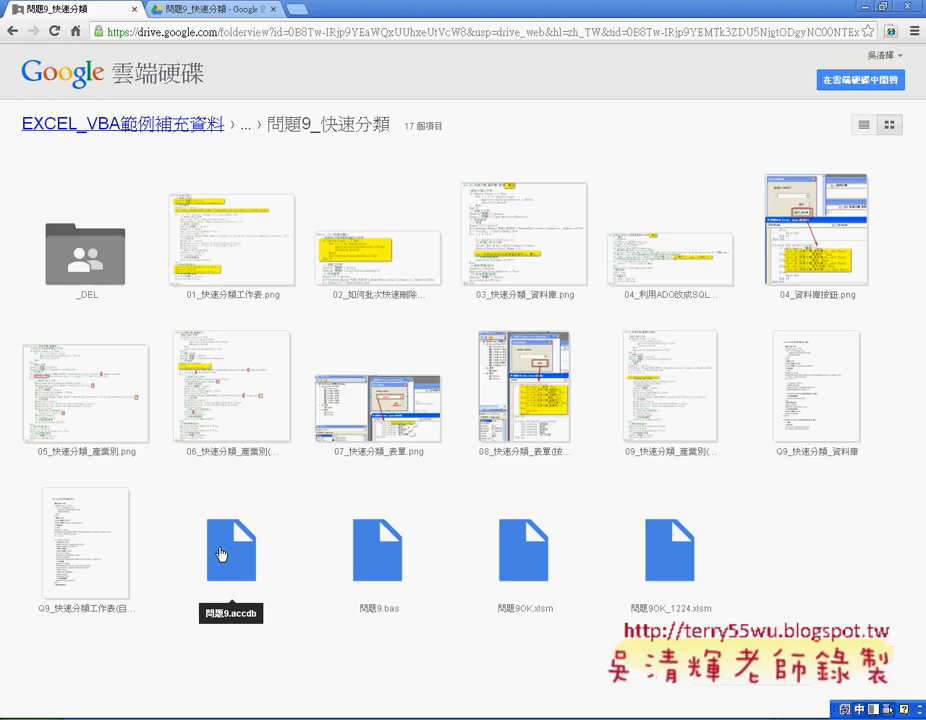 問題9_快速分類
問題9_快速分類 - Google 
https://drive.google.com/folderview?id=0B8Tw-IRjp9YEaWQxUUhxeUtVcW8&usp=drive_web&hl=zh_TW&tid=0B8Tw-IRjp9YEMTk3ZDU5NjgtODgyNC00NTEx
吳清輝
Google 雲端硬碟
在雲端硬碟中開啟
EXCEL_VBA範例補充資料 › ... › 問題9_快速分類 17 個項目
_DEL
01_快速分類工作表.png
02_如何批次快速刪除...
03_快速分類_資料庫.png
04_利用ADO改成SQL...
04_資料庫按鈕.png
05_快速分類_產業別.png
06_快速分類_產業別(...
07_快速分類_表單.png
08_快速分類_表單(按...
09_快速分類_產業別(...
Q9_快速分類_資料庫
Q9_快速分類工作表(自...
問題9.accdb
問題9.bas
問題9OK.xlsm
問題9OK_1224.xlsm
http://terry55wu.blogspot.tw
吳清輝老師錄製
中